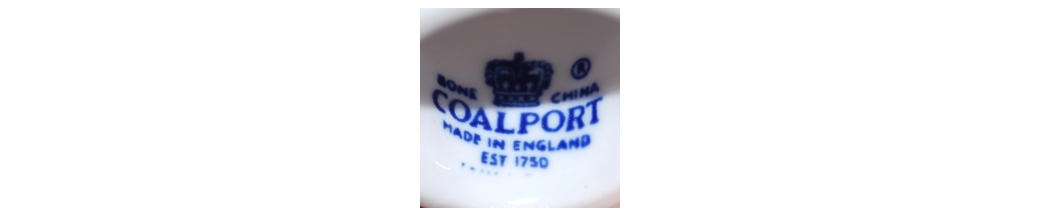 ®
BONE CHINA
COALPORT
MADE IN ENGLAND
EST 1750